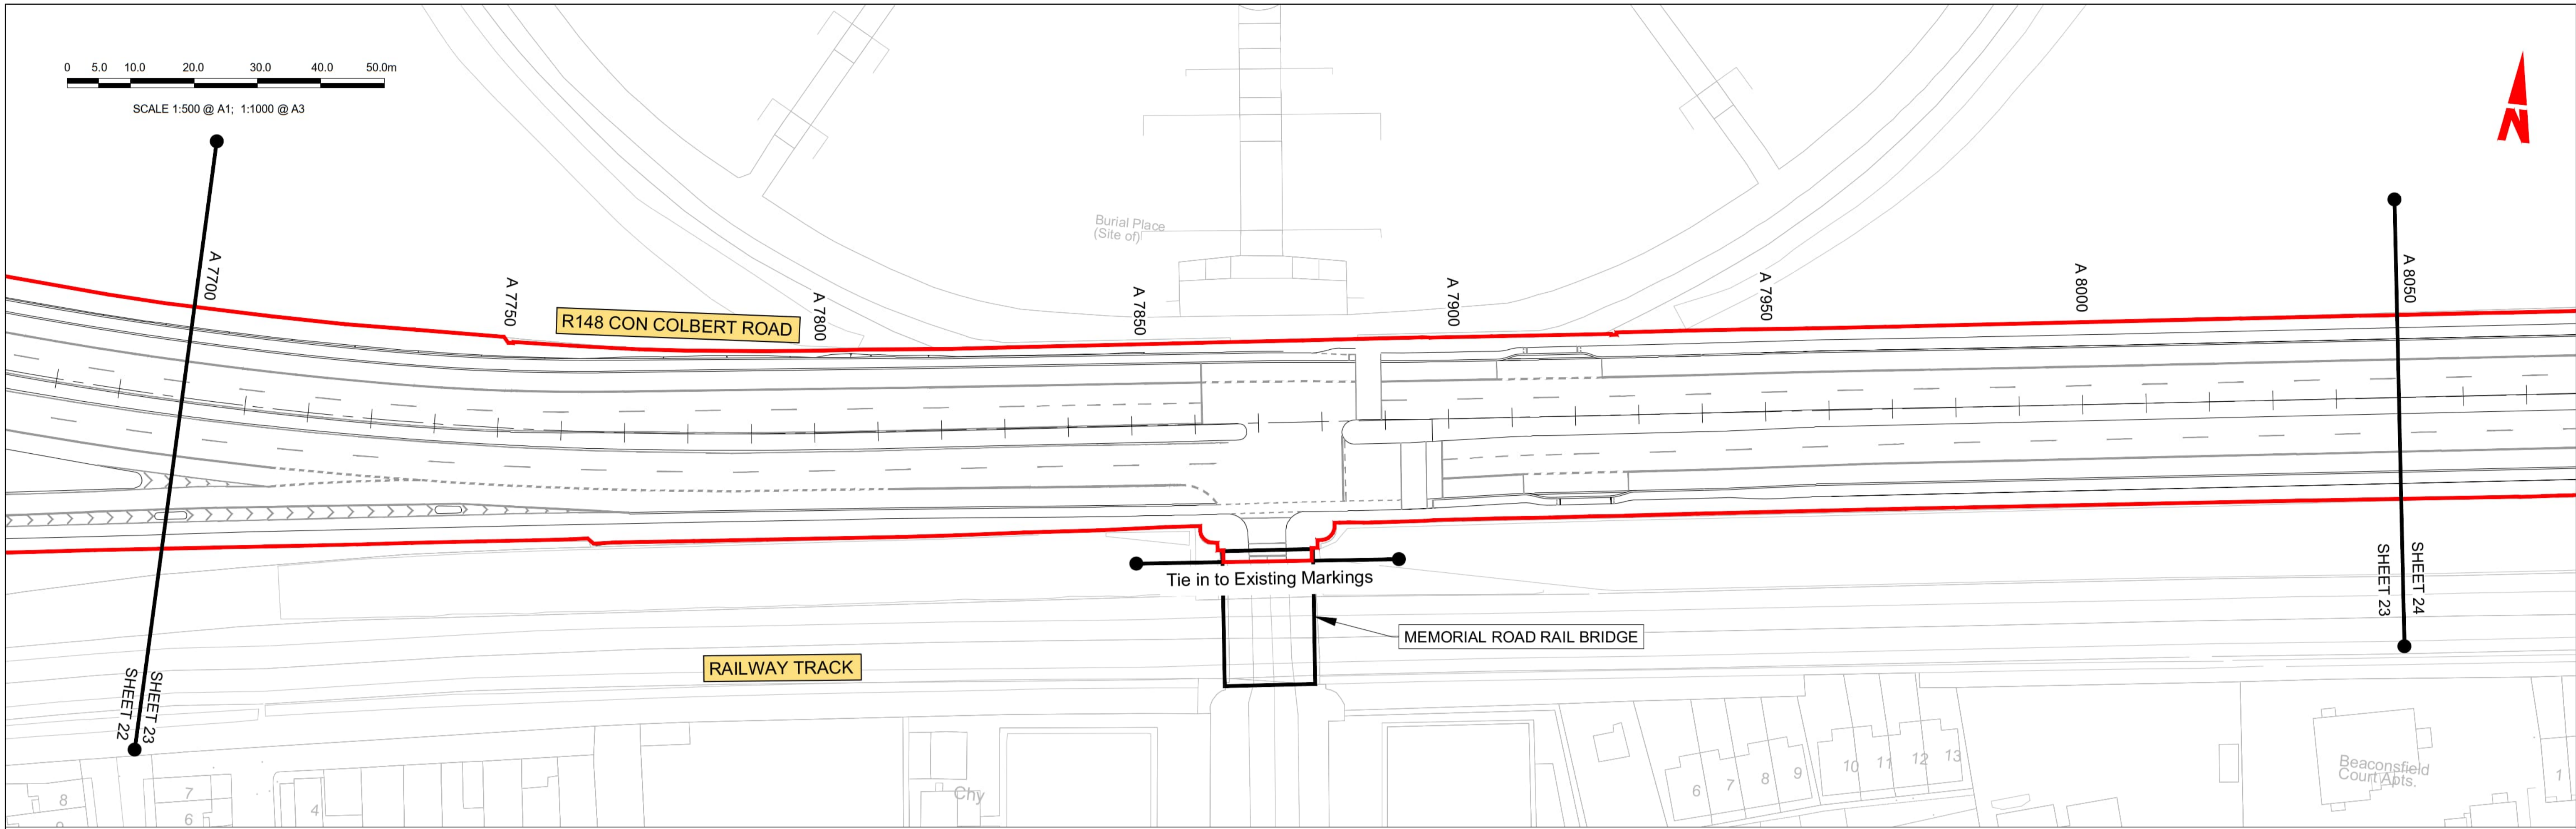 0 5.0 10.0 20.0 30.0 40.0 50.0m
SCALE 1:500 @ A1; 1:1000 @ A3
N
Burial Place
(Site of)
A 7700
A 7750
R148 CON COLBERT ROAD
A 7800
A 7850
A 7900
A 7950
A 8000
A 8050
Tie in to Existing Markings
SHEET 23
SHEET 24
MEMORIAL ROAD RAIL BRIDGE
RAILWAY TRACK
SHEET 22
SHEET 23
8
9
7
6
4
Chy
6
7
8
9
10
11
12
13
Beaconsfield
Court Apts.
1